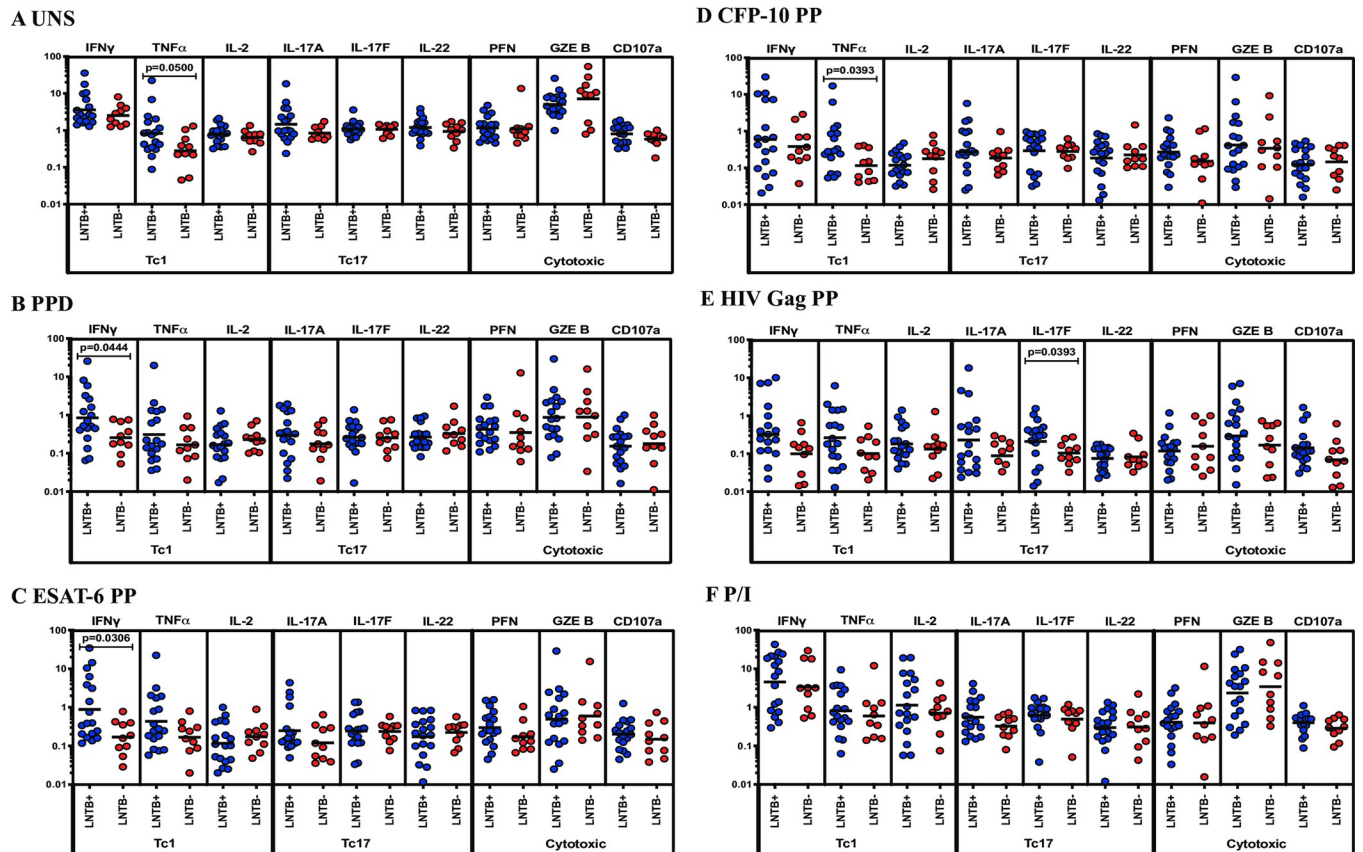 A UNS
IFNγ TNFα IL-2 IL-17A IL-17F IL-22 PFN GZE B CD107a
p=0.0500
100
10
1
0.1
0.01
LNTB+ LNTB- LNTB+ LNTB- LNTB+ LNTB- LNTB+ LNTB- LNTB+ LNTB- LNTB+ LNTB- LNTB+ LNTB- LNTB+ LNTB- LNTB+ LNTB-
Tc1 Tc17 Cytotoxic
B PPD
IFNγ TNFα IL-2 IL-17A IL-17F IL-22 PFN GZE B CD107a
p=0.0444
100
10
1
0.1
0.01
LNTB+ LNTB- LNTB+ LNTB- LNTB+ LNTB- LNTB+ LNTB- LNTB+ LNTB- LNTB+ LNTB- LNTB+ LNTB- LNTB+ LNTB- LNTB+ LNTB-
Tc1 Tc17 Cytotoxic
C ESAT-6 PP
IFNγ TNFα IL-2 IL-17A IL-17F IL-22 PFN GZE B CD107a
p=0.0306
100
10
1
0.1
0.01
LNTB+ LNTB- LNTB+ LNTB- LNTB+ LNTB- LNTB+ LNTB- LNTB+ LNTB- LNTB+ LNTB- LNTB+ LNTB- LNTB+ LNTB- LNTB+ LNTB-
Tc1 Tc17 Cytotoxic
D CFP-10 PP
IFNγ TNFα IL-2 IL-17A IL-17F IL-22 PFN GZE B CD107a
p=0.0393
100
10
1
0.1
0.01
LNTB+ LNTB- LNTB+ LNTB- LNTB+ LNTB- LNTB+ LNTB- LNTB+ LNTB- LNTB+ LNTB- LNTB+ LNTB- LNTB+ LNTB- LNTB+ LNTB-
Tc1 Tc17 Cytotoxic
E HIV Gag PP
IFNγ TNFα IL-2 IL-17A IL-17F IL-22 PFN GZE B CD107a
p=0.0393
100
10
1
0.1
0.01
LNTB+ LNTB- LNTB+ LNTB- LNTB+ LNTB- LNTB+ LNTB- LNTB+ LNTB- LNTB+ LNTB- LNTB+ LNTB- LNTB+ LNTB- LNTB+ LNTB-
Tc1 Tc17 Cytotoxic
F P/I
IFNγ TNFα IL-2 IL-17A IL-17F IL-22 PFN GZE B CD107a
100
10
1
0.1
0.01
LNTB+ LNTB- LNTB+ LNTB- LNTB+ LNTB- LNTB+ LNTB- LNTB+ LNTB- LNTB+ LNTB- LNTB+ LNTB- LNTB+ LNTB- LNTB+ LNTB-
Tc1 Tc17 Cytotoxic